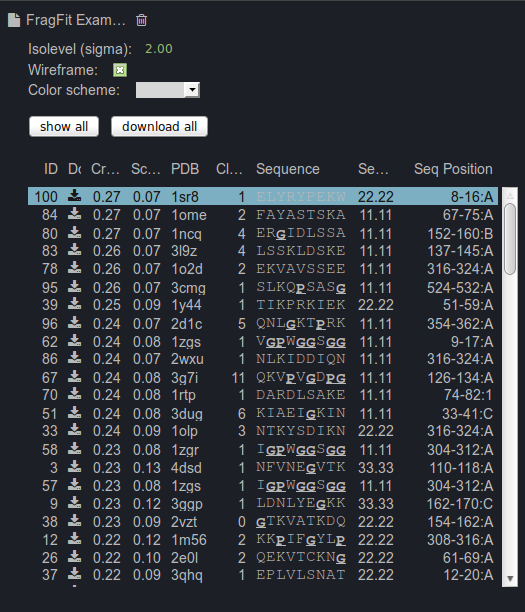 FragFit Exam…
Isolevel (sigma): 2.00
Wireframe:
Color scheme:
show all download all
ID Dc Cr… Sc… PDB Cl… Sequence Se… Seq Position
100 0.27 0.07 1sr8 1 ELYRYPEKW 22.22 8-16:A
84 0.27 0.07 1ome 2 FAYASTSKA 11.11 67-75:A
80 0.27 0.07 1ncq 4 ERGIDLSSA 11.11 152-160:B
83 0.26 0.07 3l9z 4 LSSKLDSKE 11.11 137-145:A
78 0.26 0.07 1o2d 2 EKVAVSSEE 11.11 316-324:A
95 0.26 0.07 3cmg 1 SLKQPSASG 11.11 524-532:A
39 0.25 0.09 1y44 1 TIKPRKIEK 22.22 51-59:A
96 0.24 0.07 2d1c 5 QNLGKTPRK 11.11 354-362:A
62 0.24 0.08 1zgs 1 VGPWGGSGG 11.11 9-17:A
86 0.24 0.07 2wxu 1 NLKIDDIQN 11.11 316-324:A
67 0.24 0.08 3g7i 11 QKVPVGDPG 11.11 126-134:A
70 0.24 0.08 1rtp 1 DARDLSAKE 11.11 74-82:1
51 0.24 0.08 3dug 6 KIAEIGKIN 11.11 33-41:C
33 0.24 0.09 1olp 3 NTKYSDIKN 22.22 316-324:A
58 0.23 0.08 1zgr 1 IGPWGGSGG 11.11 304-312:A
3 0.23 0.13 4dsd 1 NFVNEGVTK 33.33 110-118:A
57 0.23 0.08 1zgs 1 IGPWGGSGG 11.11 304-312:A
9 0.23 0.12 3ggp 1 LDNLYEGKK 33.33 162-170:C
38 0.23 0.09 2vzt 0 GTKVATKDQ 22.22 154-162:A
12 0.22 0.12 1m56 2 KKPIFGYLP 22.22 308-316:A
26 0.22 0.10 2e0l 2 QEKVTCKNG 22.22 61-69:A
37 0.22 0.09 3qhq 1 EPLVLSNAT 22.22 12-20:A